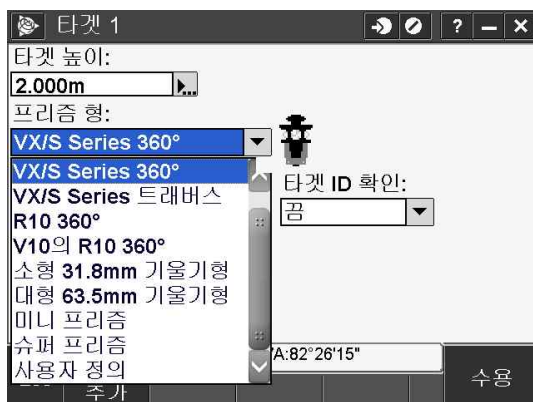 타겟 1
? – ×
타겟 높이:
2.000m
프리즘 형:
VX/S Series 360°
VX/S Series 360°
VX/S Series 트래버스
R10 360°
V10의 R10 360°
소형 31.8mm 기울기형
대형 63.5mm 기울기형
미니 프리즘
슈퍼 프리즘
사용자 정의
타겟 ID 확인:
끔
A:82°26'15"
추가
수용